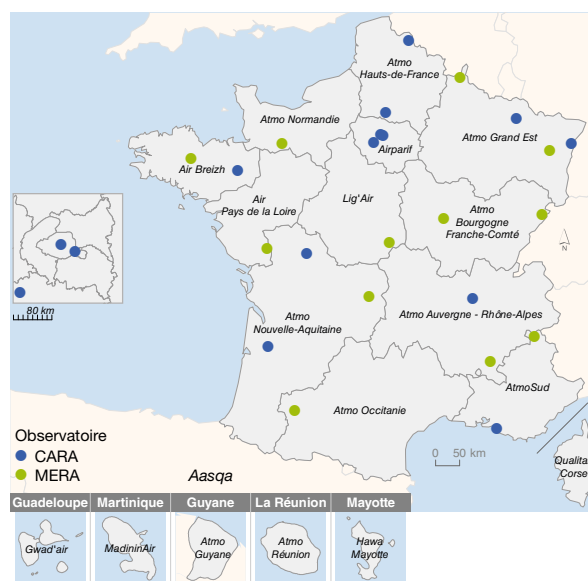 Atmo
Hauts-de-France
Atmo Normandie
Airparif
Atmo Grand Est
Air Breizh
Air
Pays de la Loire
Lig'Air
Atmo
Bourgogne
Franche-Comté
N
80 km
Atmo
Nouvelle-Aquitaine
Atmo Auvergne - Rhône-Alpes
AtmoSud
Atmo Occitanie
Observatoire
CARA
MERA
0 50 km
Qualitai
Corse
Aasqa
Guadeloupe
Martinique
Guyane
La Réunion
Mayotte
Gwad'air
MadininAir
Atmo
Guyane
Atmo
Réunion
Hawa
Mayotte